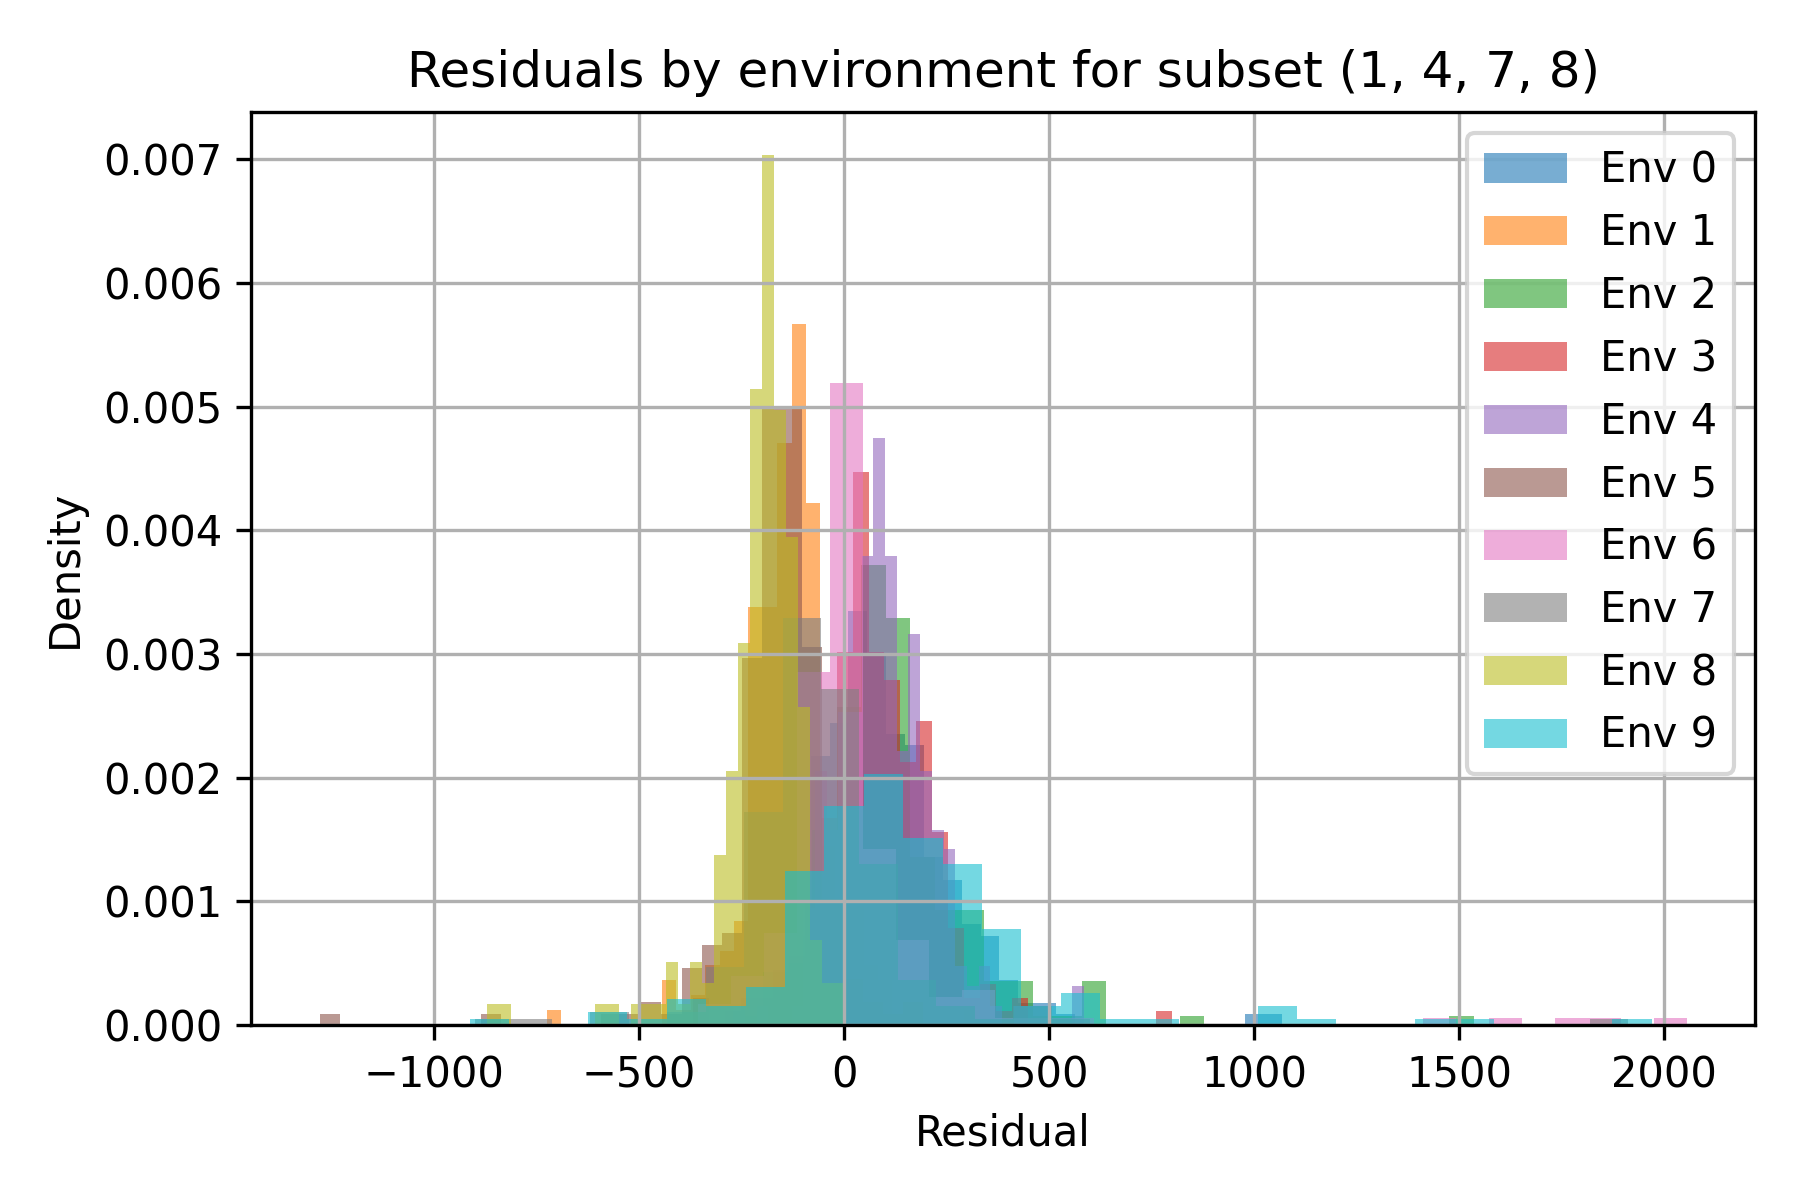 Residuals by environment for subset (1, 4, 7, 8)
0.007
0.006
0.005
0.004
0.003
0.002
0.001
0.000
Density
−1000
−500
0
500
1000
1500
2000
Residual
Env 0
Env 1
Env 2
Env 3
Env 4
Env 5
Env 6
Env 7
Env 8
Env 9